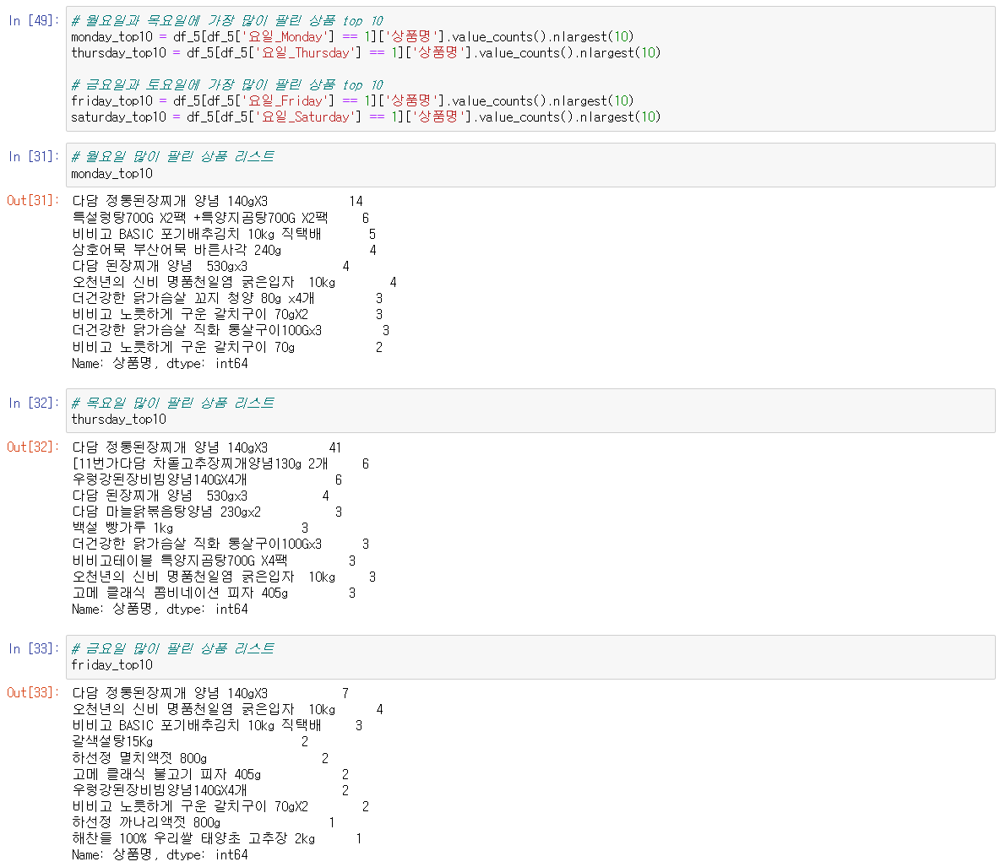 In [49]: # 월요일과 목요일에 가장 많이 팔린 상품 top 10
monday_top10 = df_5[df_5['요일_Monday'] == 1]['상품명'].value_counts().nlargest(10)
thursday_top10 = df_5[df_5['요일_Thursday'] == 1]['상품명'].value_counts().nlargest(10)
# 금요일과 토요일에 가장 많이 팔린 상품 top 10
friday_top10 = df_5[df_5['요일_Friday'] == 1]['상품명'].value_counts().nlargest(10)
saturday_top10 = df_5[df_5['요일_Saturday'] == 1]['상품명'].value_counts().nlargest(10)
In [31]: # 월요일 많이 팔린 상품 리스트
monday_top10
Out[31]: 다담 정통된장찌개 양념 140gX3 14
특설렁탕700G X2팩 +특양지곰탕700G X2팩 6
비비고 BASIC 포기배추김치 10kg 직택배 5
삼호어묵 부산어묵 바른사각 240g 4
다담 된장찌개 양념 530gx3 4
오천년의 신비 명품천일염 굵은입자 10kg 4
더건강한 닭가슴살 꼬지 청양 80g x4개 3
비비고 노릇하게 구운 갈치구이 70gX2 3
더건강한 닭가슴살 직화 통살구이100Gx3 3
비비고 노릇하게 구운 갈치구이 70g 2
Name: 상품명, dtype: int64
In [32]: # 목요일 많이 팔린 상품 리스트
thursday_top10
Out[32]: 다담 정통된장찌개 양념 140gX3 41
[11번가다담 차돌고추장찌개양념130g 2개 6
우렁강된장비빔양념140GX4개 6
다담 된장찌개 양념 530gx3 4
다담 마늘닭볶음탕양념 230gx2 3
백설 빵가루 1kg 3
더건강한 닭가슴살 직화 통살구이100Gx3 3
비비고테이블 특양지곰탕700G X4팩 3
오천년의 신비 명품천일염 굵은입자 10kg 3
고메 클래식 콤비네이션 피자 405g 3
Name: 상품명, dtype: int64
In [33]: # 금요일 많이 팔린 상품 리스트
friday_top10
Out[33]: 다담 정통된장찌개 양념 140gX3 7
오천년의 신비 명품천일염 굵은입자 10kg 4
비비고 BASIC 포기배추김치 10kg 직택배 3
갈색설탕15Kg 2
하선정 멸치액젓 800g 2
고메 클래식 불고기 피자 405g 2
우렁강된장비빔양념140GX4개 2
비비고 노릇하게 구운 갈치구이 70gX2 2
하선정 까나리액젓 800g 1
해찬들 100% 우리쌀 태양초 고추장 2kg 1
Name: 상품명, dtype: int64